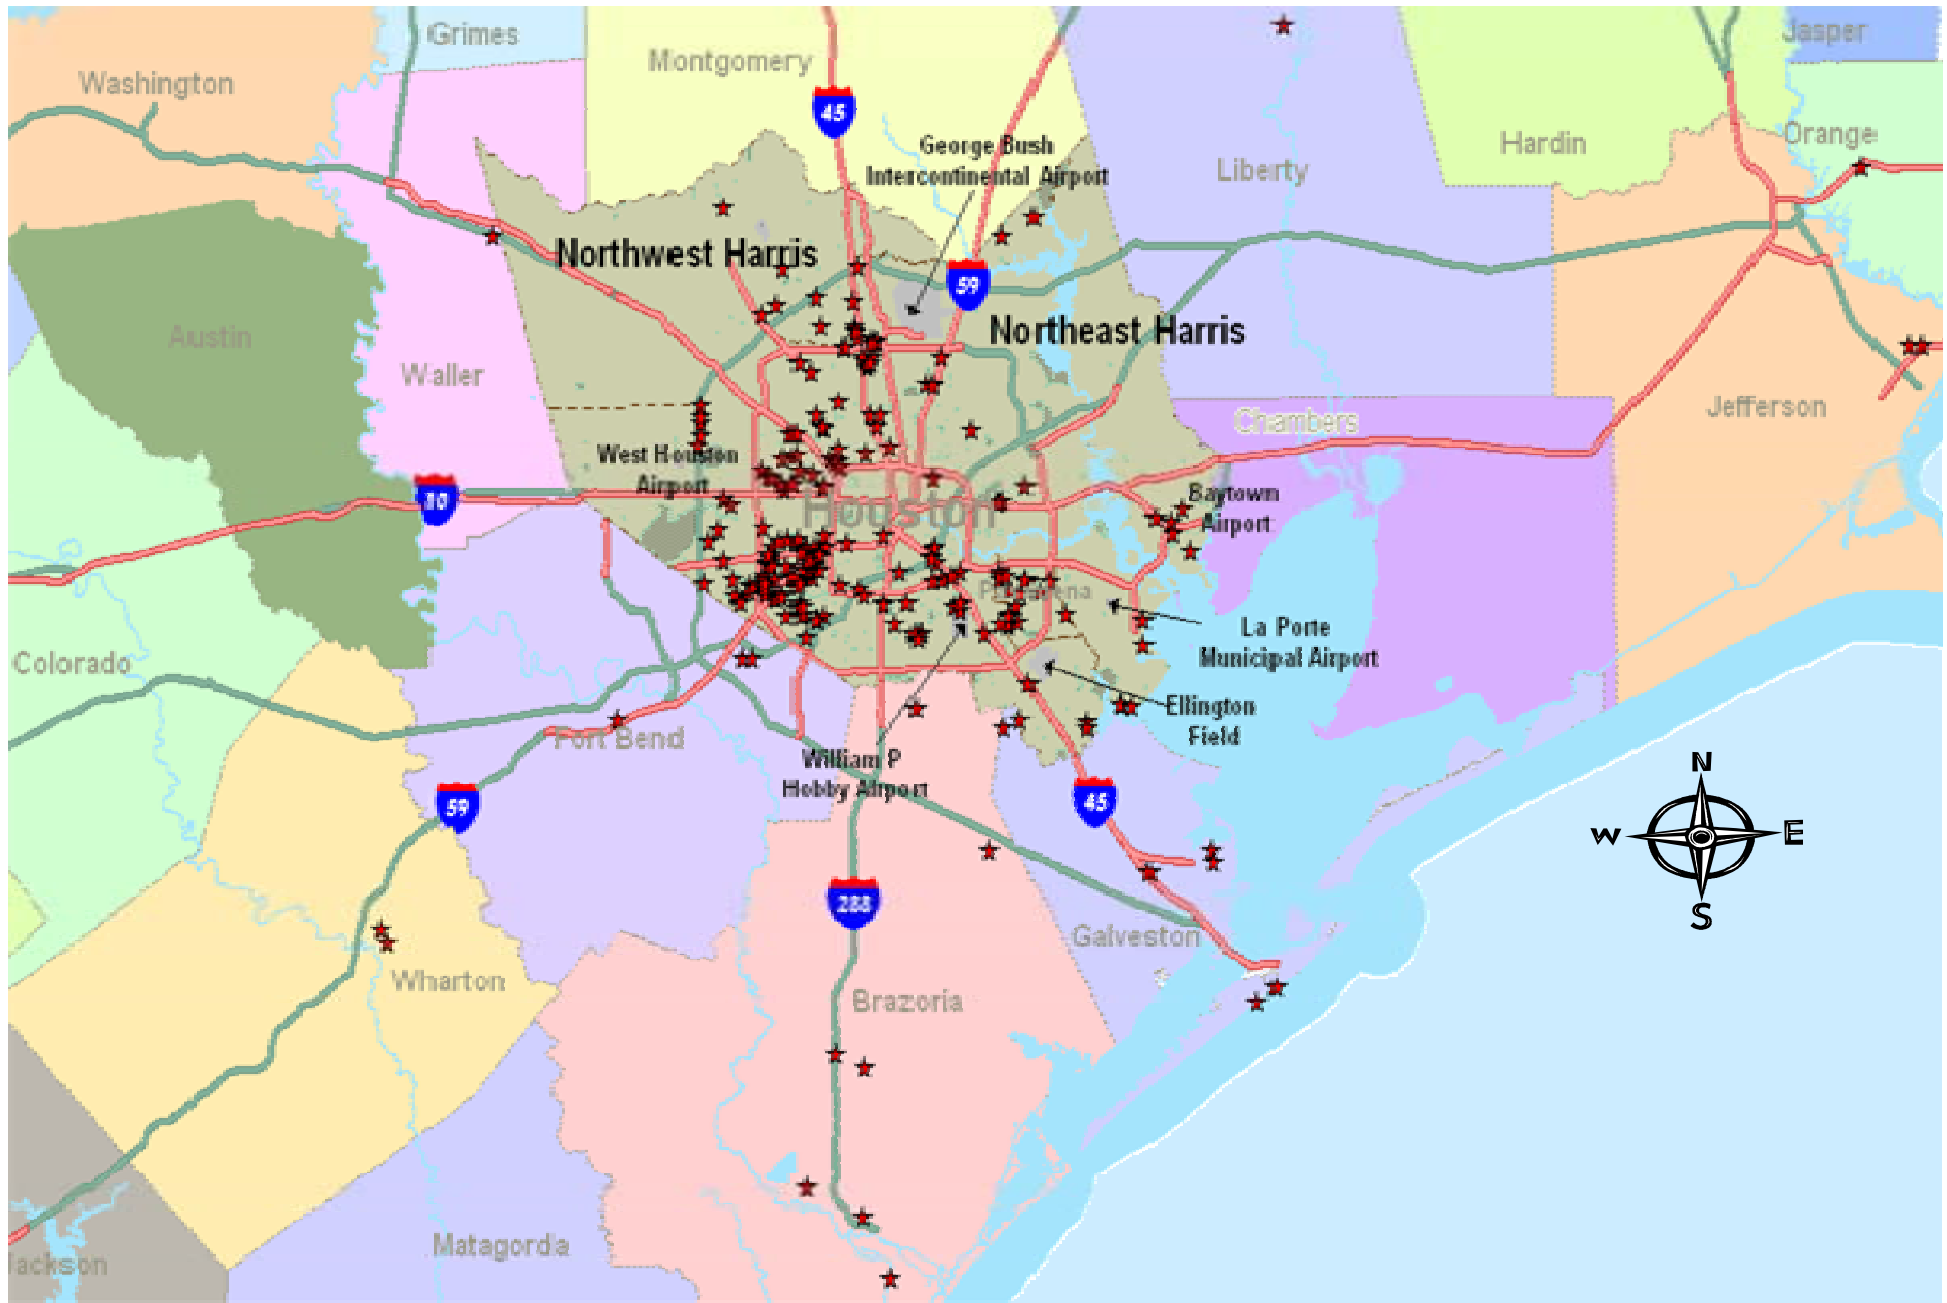 Grimes
Jasper
Montgomery
Washington
45
Orange
George Bush
Intercontinental Airport
Hardin
Liberty
Northwest Harris
59
Northeast Harris
Austin
Waller
Jefferson
Chambers
West Houston
Airport
10
Houston
Baytown
Airport
Pasadena
La Porte
Municipal Airport
Colorado
Ellington
Field
Fort Bend
William P
Hobby Airport
N
W
E
S
59
45
288
Galveston
Wharton
Brazoria
Matagorda
Jackson